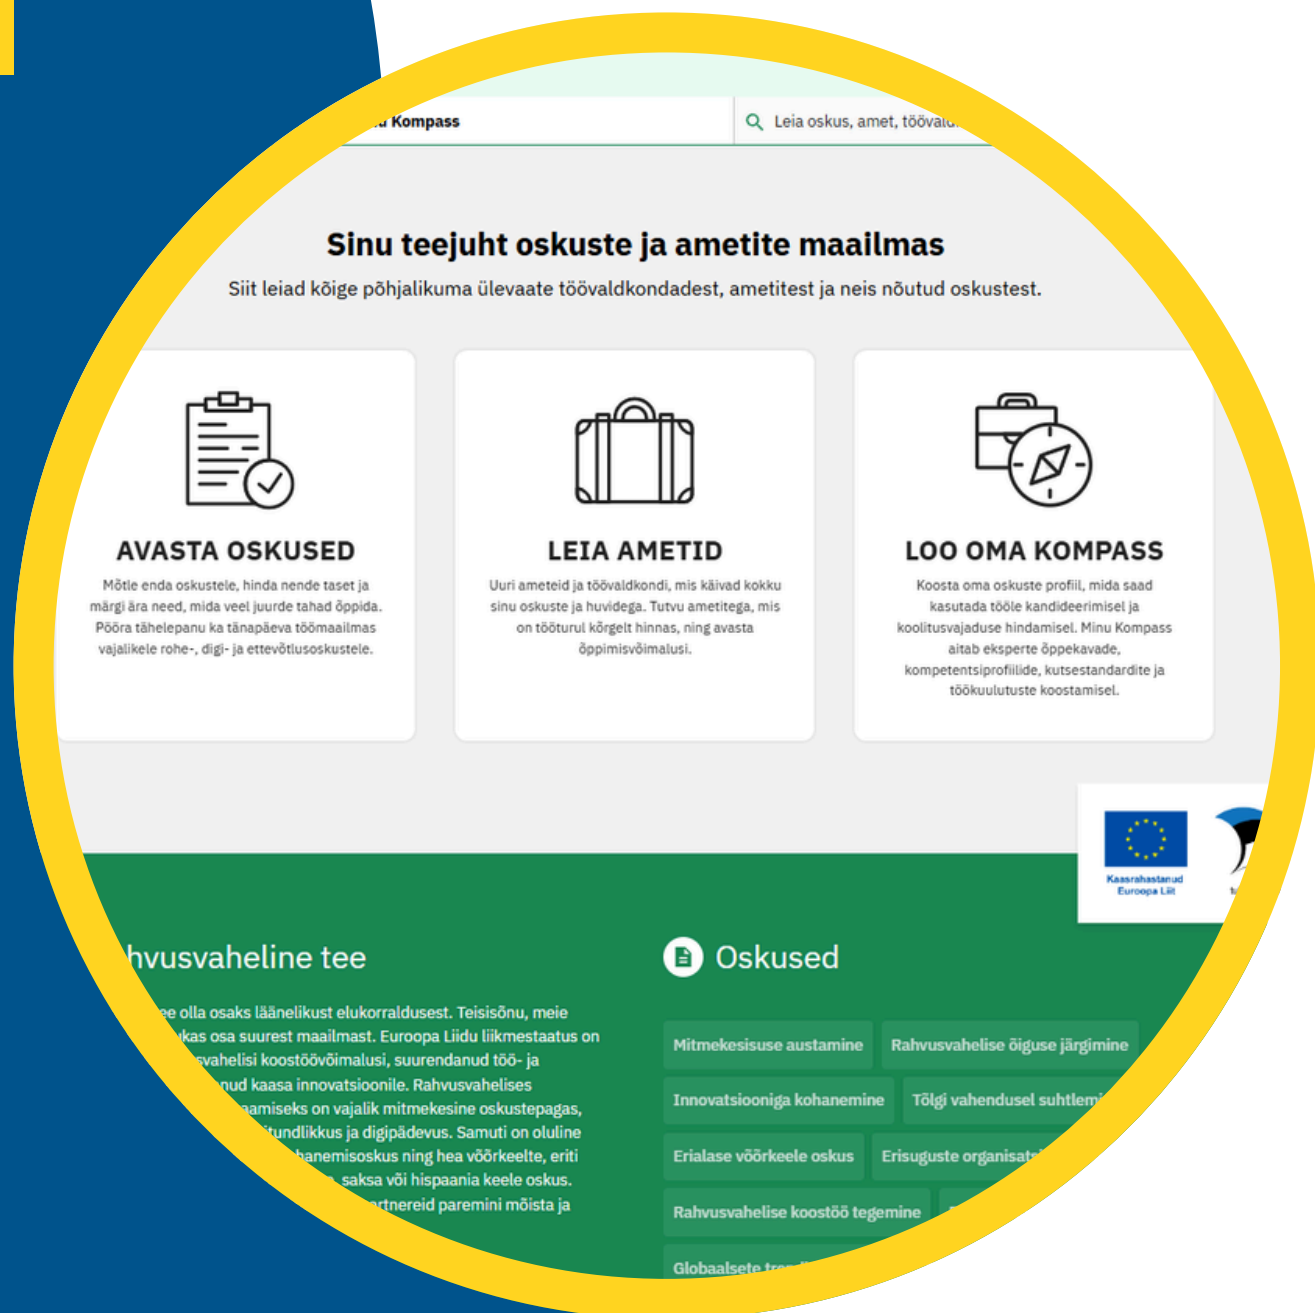 Kompass
Leia oskus, amet,
Sinu teejuht oskuste ja ametite maailmas
Siit leiad kõige põhjalikuma ülevaate töövaldkondadest, ametitest ja neis nõutud oskustest.
AVASTA OSKUSED
Mõtle enda oskustele, hinda nende taset ja
märgi ära need, mida veel juurde tahad õppida.
Pööra tähelepanu ka tänapäeva töömaailmas
vajalikele rohe-, digi- ja ettevõtlusoskustele.
LEIA AMETID
Uuri ameteid ja töövaldkondi, mis käivad kokku
sinu oskuste ja huvidega. Tutvu ametitega, mis
on tööturul kõrgelt hinnas, ning avasta
õppimisvõimalusi.
LOO OMA KOMPASS
Koosta oma oskuste profiil, mida saad
kasutada tööle kandideerimisel ja
koolitusvajaduse hindamisel. Minu Kompass
aitab eksperte õppekavade,
kompetentsiprofiilide, kutsestandardite ja
töökuulutuste koostamisel.
Kaasrahastanud
Euroopa Liit
hvusvaheline tee
olla osaks läänelikust elukorraldusest. Teisisõnu, meie
osa suurest maailmast. Euroopa Liidu liikmestaatus on
koostöövõimalusi, suurendanud töö- ja
kaasa innovatsioonile. Rahvusvahelises
on vajalik mitmekesine oskustepagas,
ja digipädevus. Samuti on oluline
ning hea võõrkeelte, eriti
saksa või hispaania keele oskus.
paremini mõista ja
Oskused
Mitmekesisuse austamine
Rahvusvahelise õiguse järgimine
Innovatsiooniga kohanemine
Tõlgi vahendusel
Erialase võõrkeele oskus
Erisuguste
Rahvusvahelise koostöö tegemine
Globaalsete